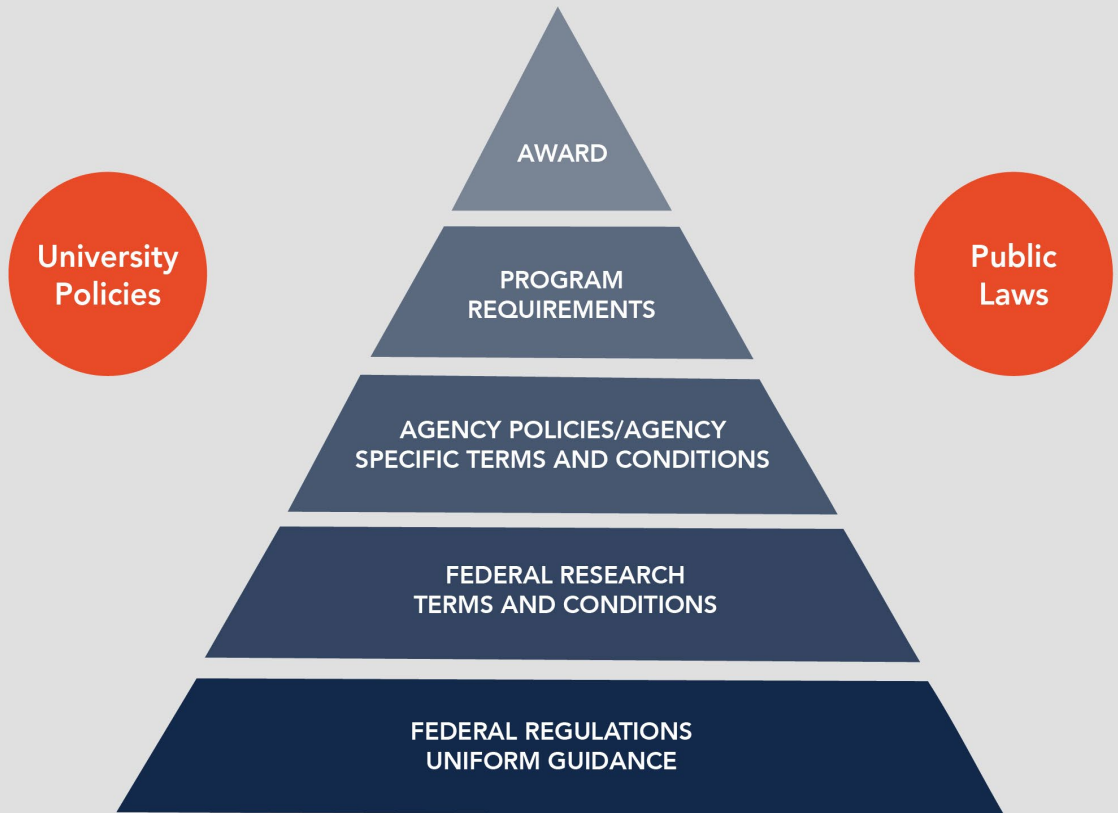 AWARD
University
Policies
Public
Laws
PROGRAM
REQUIREMENTS
AGENCY POLICIES/AGENCY
SPECIFIC TERMS AND CONDITIONS
FEDERAL RESEARCH
TERMS AND CONDITIONS
FEDERAL REGULATIONS
UNIFORM GUIDANCE